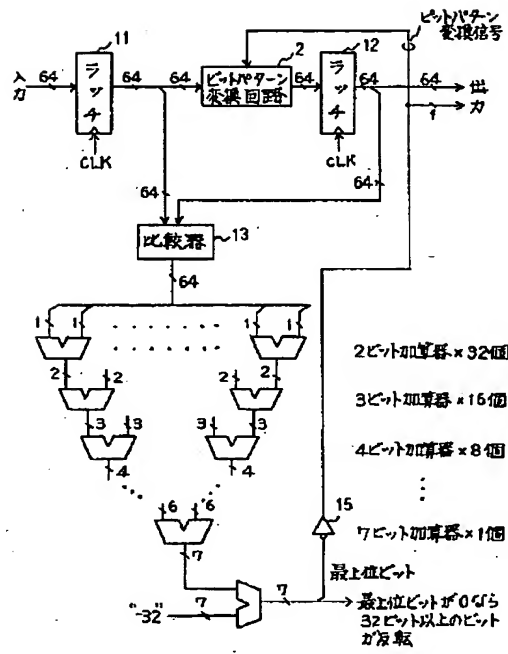 ビットパターン
変換信号
11
2
12
入力
64
ラッチ
64
64
ビットパターン
変換回路
64
ラッチ
64
64
出力
1
CLK
CLK
64
64
比較器
13
64
1
1
1
1
2ビット加算器×32個
2
2
2
2
3ビット加算器×16個
3
3
3
3
4ビット加算器×8個
4
4
15
6
6
7ビット加算器×1個
7
最上位ビット
"-32"
7
7
最上位ビットが0なら
32ビット以上のビット
が反転